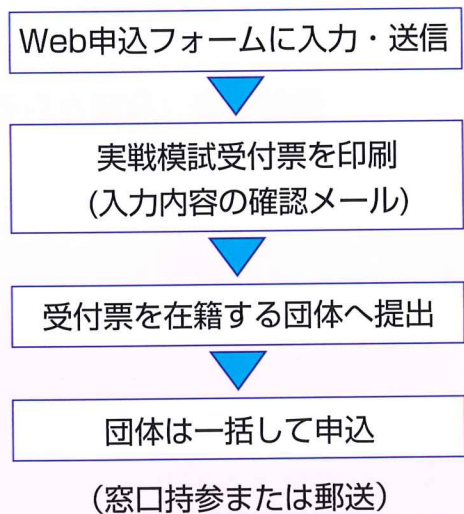 Web申込フォームに入力・送信
実戦模試受付票を印刷
(入力内容の確認メール)
受付票を在籍する団体へ提出
団体は一括して申込
（窓口持参または郵送）